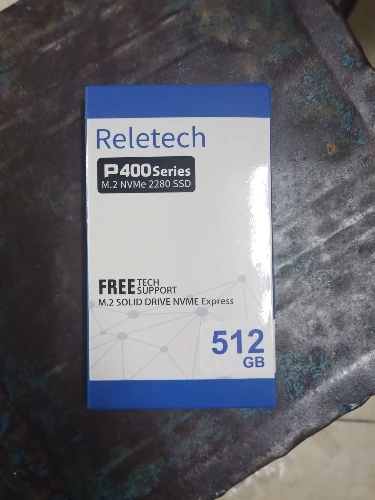 Reletech
P400 Series
M.2 NVMe 2280 SSD
FREE TECH SUPPORT
M.2 SOLID DRIVE NVME Express
512
GB